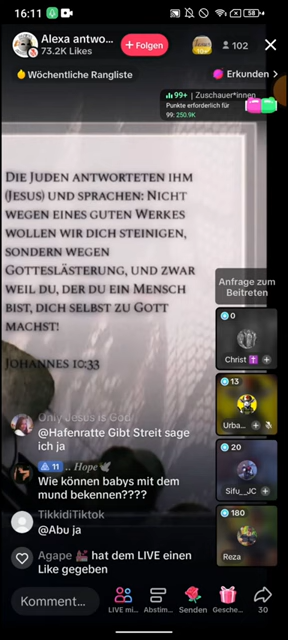 16:11
58
Alexa antwo...
73.2K Likes
+ Folgen
102
Wöchentliche Rangliste
Erkunden >
99+ | Zuschauer*innen
Punkte erforderlich für
99: 250.9K
Die Juden antworteten ihm
(Jesus) und sprachen: Nicht
wegen eines guten Werkes
wollen wir dich steinigen,
sondern wegen
Gotteslästerung, und zwar
weil du, der du ein Mensch
bist, dich selbst zu Gott
machst!
Johannes 10:33
Anfrage zum
Beitreten
0
Christ
13
Urba...
20
Sifu_JC
180
Reza
Only Jesus is God
@Hafenratte Gibt Streit sage
ich ja
11 .. Hope
Wie können babys mit dem
mund bekennen????
TikkidiTiktok
@Abu ja
Agape hat dem LIVE einen
Like gegeben
Komment...
LIVE mi...
Abstim...
Senden
Gesche...
30